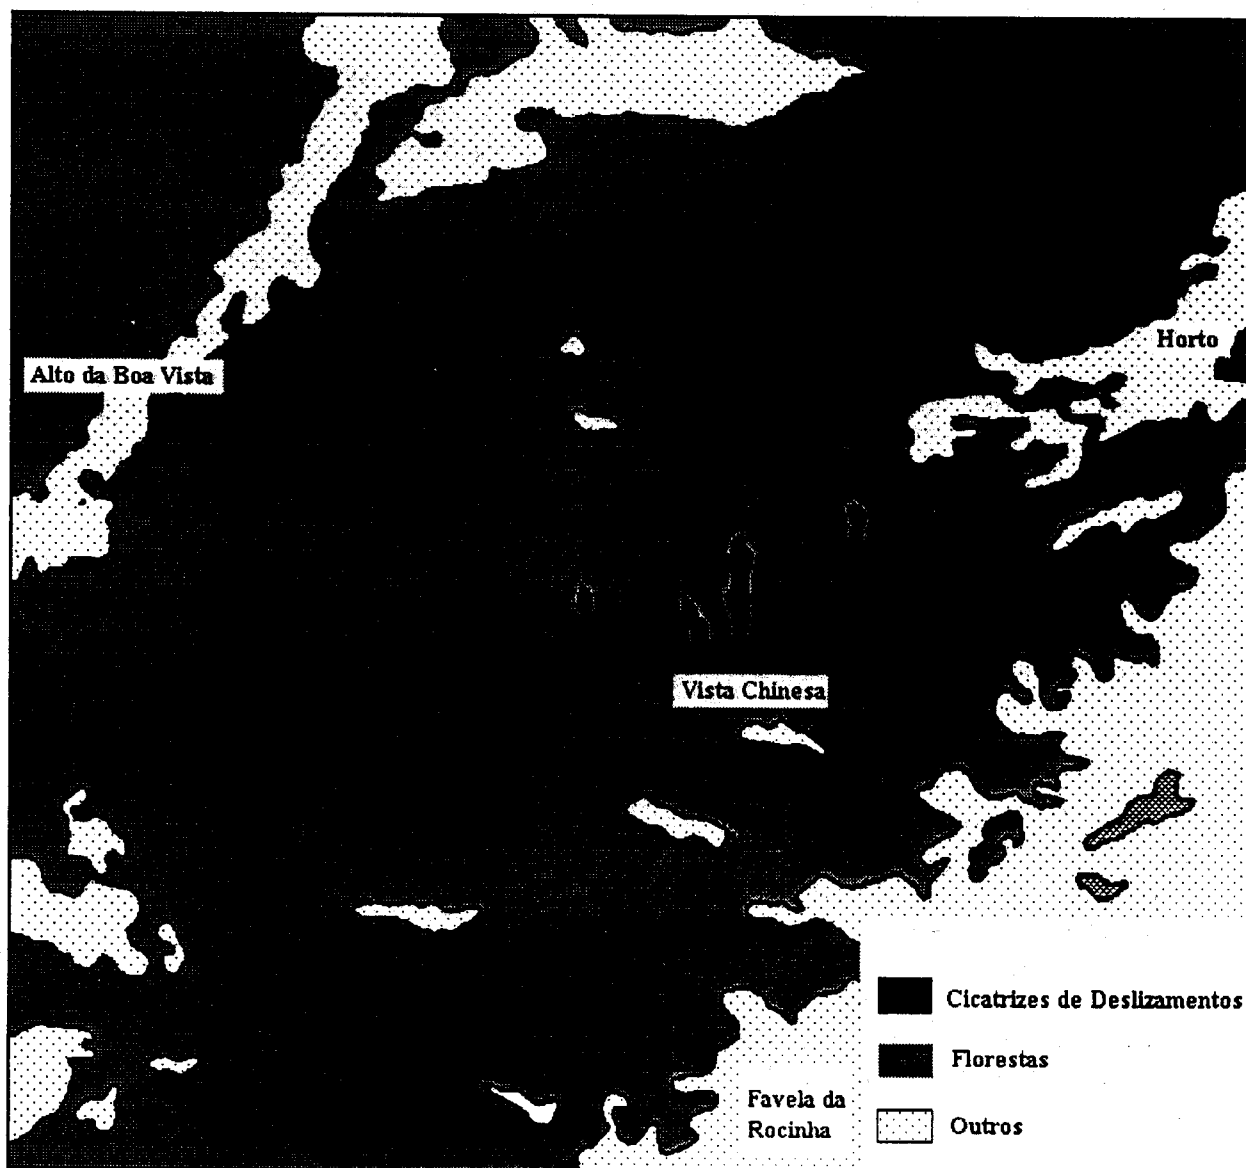 Horto
Alto da Boa Vista
Vista Chinesa
Cicatrizes de Deslizamentos
Florestas
Favela da
Rocinha
Outros